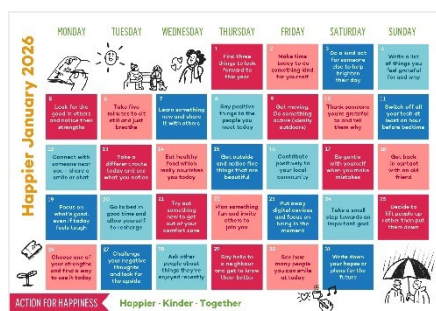 Happier January 2026
MONDAY TUESDAY WEDNESDAY THURSDAY FRIDAY SATURDAY SUNDAY
1
Find three
things to look
forward to
this year
2
Make time
today to do
something kind
for yourself
3
Do a kind act
for someone
else to help
brighten
their day
4
Write a list
of things you
feel grateful
for and why
5
Look for the
good in others
and notice
their strengths
6
Take five
minutes to sit
still and just
breathe
7
Learn something
new and share
it with others
8
Say positive
things to the
people you
meet today
9
Get moving.
Do something
active (ideally
outdoors)
10
Thank someone
you're grateful
to and tell
them why
11
Switch off all
your tech at
least an hour
before bedtime
12
Connect with
someone near
you - share a
smile or chat
13
Take a
different route
today and see
what you notice
14
Eat healthy
food which
really nourishes
you today
15
Get outside
and notice five
things that
are beautiful
16
Contribute
positively to
your local
community
17
Be gentle
with yourself
when you
make mistakes
18
Get back
in contact
with an old
friend
19
Focus on
what's good,
even if today
feels tough
20
Go to bed in
good time and
allow yourself
to recharge
21
Try out
something
new to get
out of your
comfort zone
22
Plan something
fun and invite
others to
join you
23
Put away
digital devices
and focus on
being in the
moment
24
Take a small
step towards an
important goal
25
Decide to
lift people up
rather than put
them down
26
Choose one of
your strengths
and find a way
to use it today
27
Challenge
your negative
thoughts and
look for
the upside
28
Ask other
people about
things they've
enjoyed recently
29
Say hello to
a neighbour
and get to know
them better
30
See how many
people you
can smile
at today
31
Write down
your hopes or
plans for the
future
ACTION FOR HAPPINESS
Happier · Kinder · Together